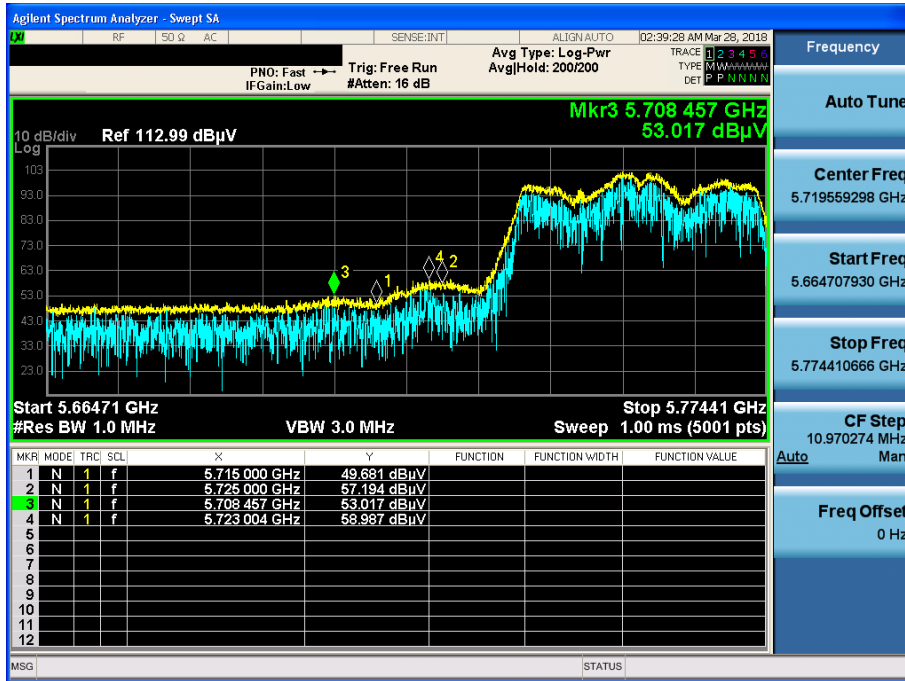 Agilent Spectrum Analyzer - Swept SA
LXI RF 50 Ω AC SENSE:INT ALIGN AUTO 02:39:28 AM Mar 28, 2018
Frequency
PNO: Fast Trig: Free Run Avg Type: Log-Pwr TRACE 1 2 3 4 5 6
IFGain:Low #Atten: 16 dB Avg|Hold: 200/200 TYPE M
DET P P N N N N
Auto Tune
Mkr3 5.708 457 GHz
53.017 dBµV
10 dB/div Ref 112.99 dBµV
Log
103
93.0
83.0
73.0
63.0
53.0
43.0
33.0
23.0
3
1
4
2
Center Freq
5.719559298 GHz
Start Freq
5.664707930 GHz
Stop Freq
5.774410666 GHz
Start 5.66471 GHz Stop 5.77441 GHz
#Res BW 1.0 MHz VBW 3.0 MHz Sweep 1.00 ms (5001 pts)
CF Step
10.970274 MHz
Auto Man
Freq Offset
0 Hz
MKR MODE TRC SCL X Y FUNCTION FUNCTION WIDTH FUNCTION VALUE
1 N 1 f 5.715 000 GHz 49.681 dBµV
2 N 1 f 5.725 000 GHz 57.194 dBµV
3 N 1 f 5.708 457 GHz 53.017 dBµV
4 N 1 f 5.723 004 GHz 58.987 dBµV
5
6
7
8
9
10
11
12
MSG STATUS